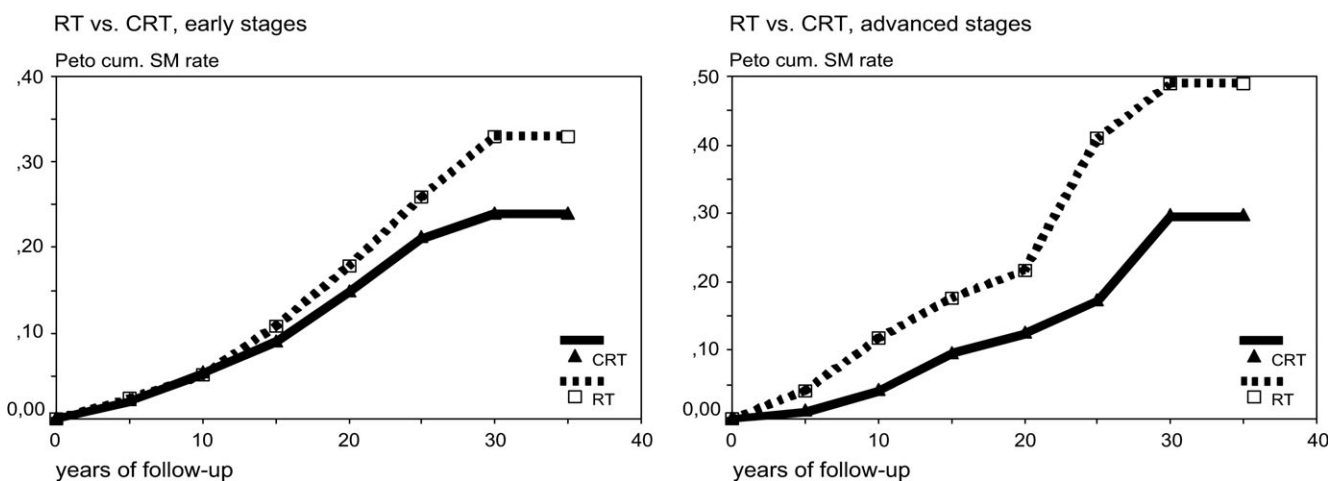 RT vs. CRT, early stages
Peto cum. SM rate
,40
,30
,20
,10
0,00
0
10
20
30
40
years of follow-up
CRT
RT
RT vs. CRT, advanced stages
Peto cum. SM rate
,50
,40
,30
,20
,10
0,00
0
10
20
30
40
years of follow-up
CRT
RT